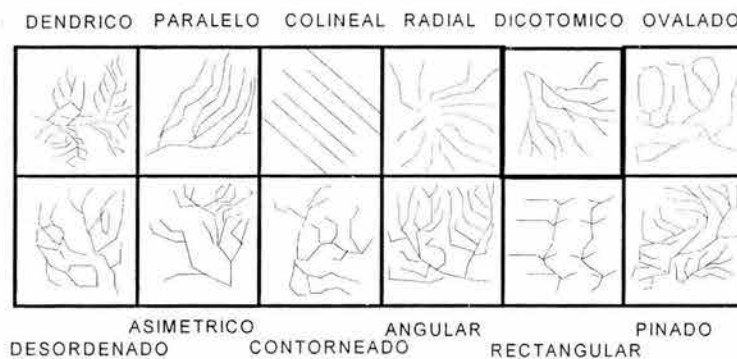 DENDRICO PARALELO COLINEAL RADIAL DICOTOMICO OVALADO
ASIMETRICO ANGULAR PINADO
DESORDENADO CONTORNEADO RECTANGULAR